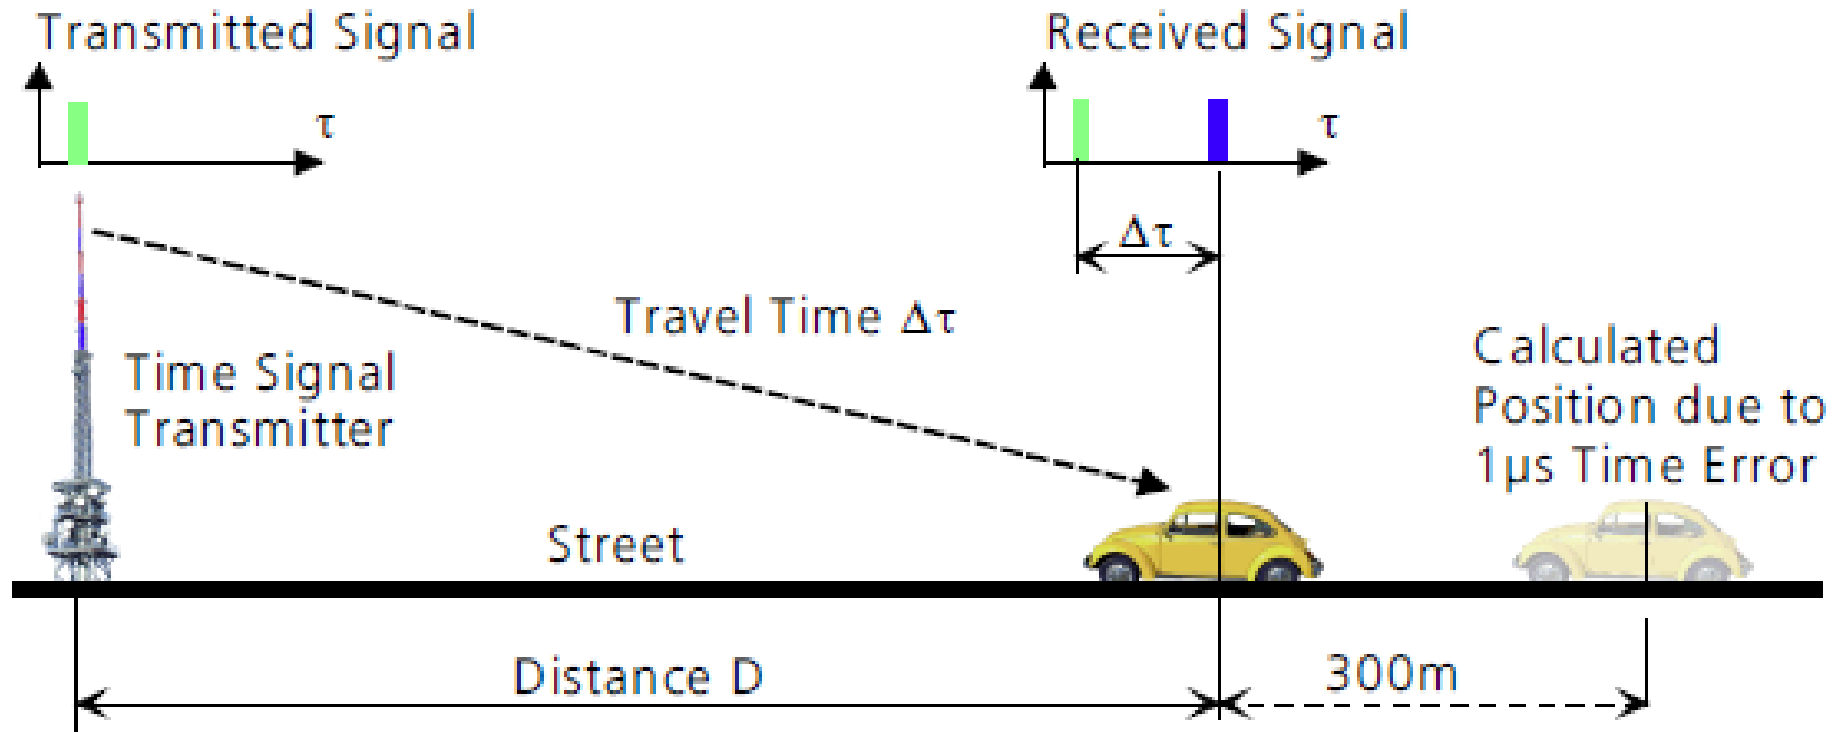 Transmitted Signal
Received Signal
τ
τ
Δτ
Travel Time Δτ
Time Signal
Transmitter
Calculated
Position due to
1µs Time Error
Street
Distance D
300m